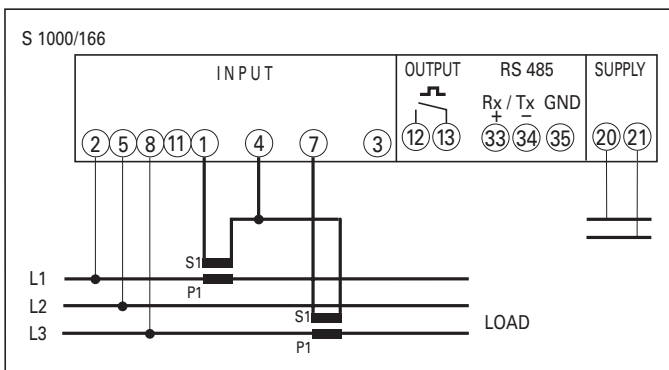 S 1000/166
INPUT OUTPUT RS 485 SUPPLY
Rx / Tx GND
+ −
2 5 8 11 1 4 7 3 12 13 33 34 35 20 21
S1
L1
P1
L2
S1
LOAD
L3
P1